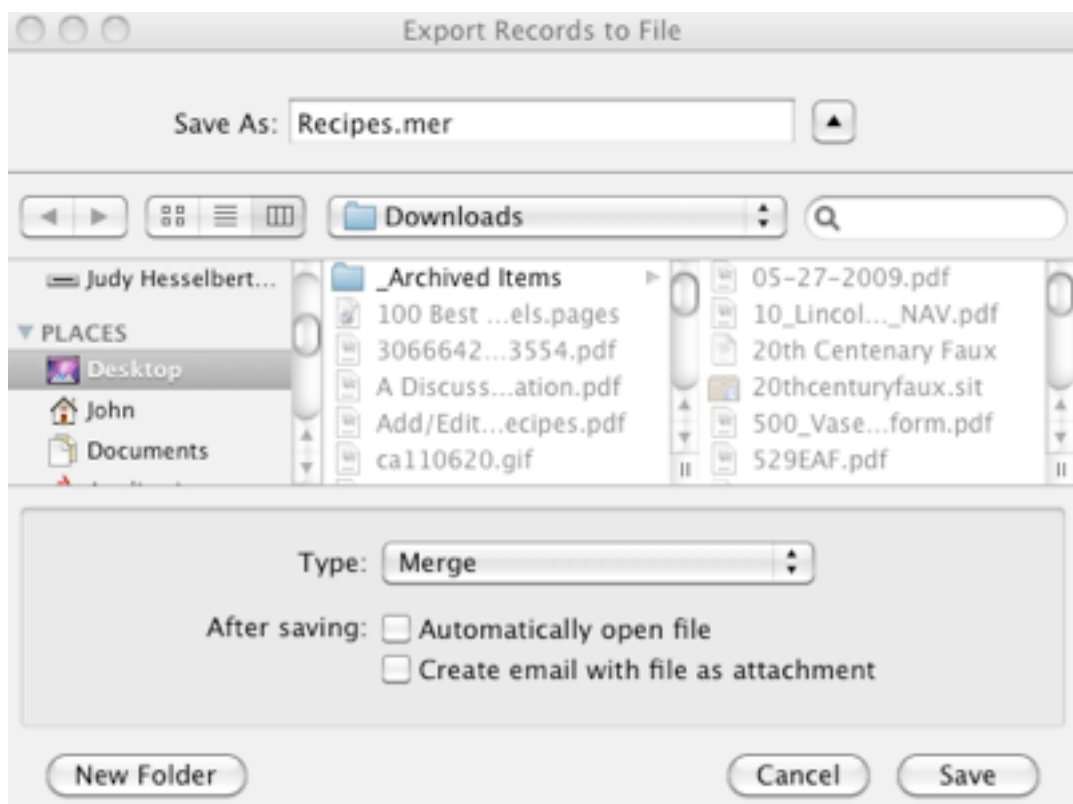 Export Records to File
Save As: Recipes.mer
Downloads
Judy Hesselbert...
PLACES
Desktop
John
Documents
_Archived Items
100 Best ...els.pages
3066642...3554.pdf
A Discuss...ation.pdf
Add/Edit...ecipes.pdf
ca110620.gif
05-27-2009.pdf
10_Lincol..._NAV.pdf
20th Centenary Faux
20thcenturyfaux.sit
500_Vase...form.pdf
529EAF.pdf
Type: Merge
After saving: Automatically open file
Create email with file as attachment
New Folder
Cancel
Save